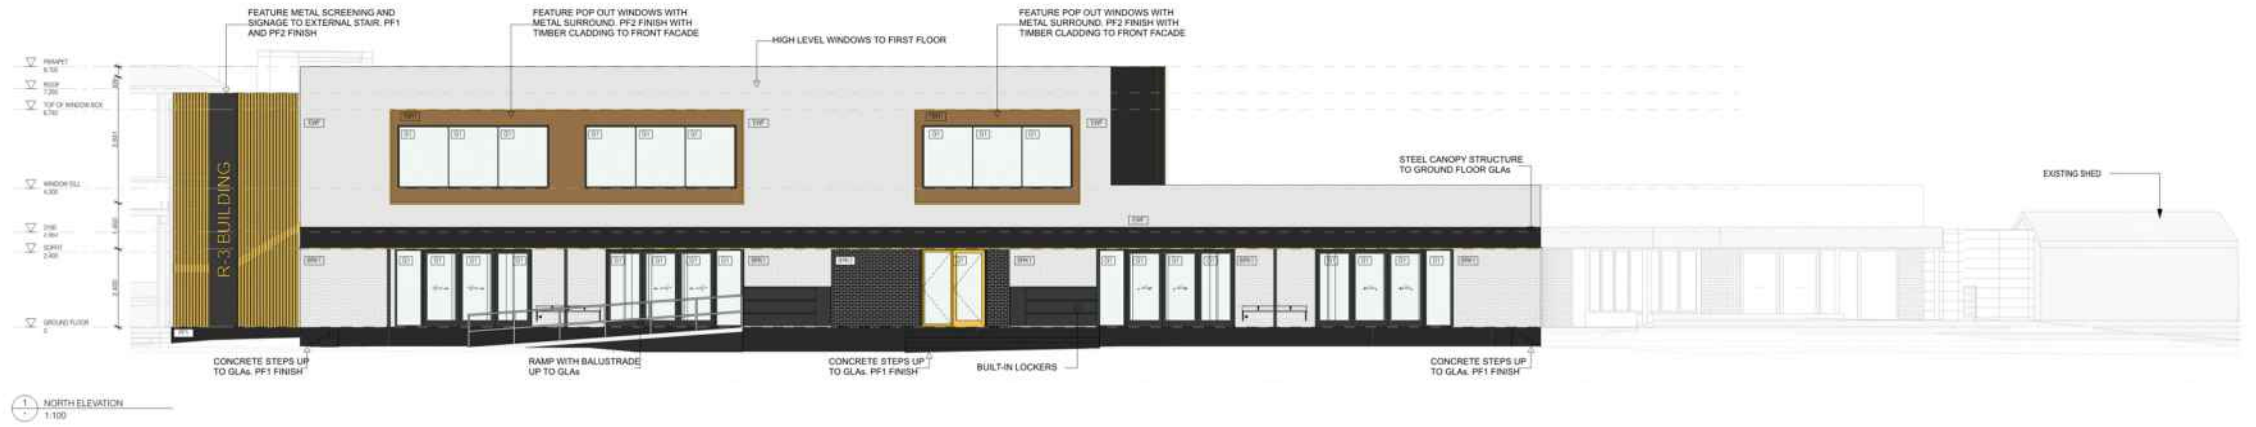 FEATURE METAL SCREENING AND
SIGNAGE TO EXTERNAL STAIR. PF1
AND PF2 FINISH
FEATURE POP OUT WINDOWS WITH
METAL SURROUND. PF2 FINISH WITH
TIMBER CLADDING TO FRONT FACADE
HIGH LEVEL WINDOWS TO FIRST FLOOR
FEATURE POP OUT WINDOWS WITH
METAL SURROUND. PF2 FINISH WITH
TIMBER CLADDING TO FRONT FACADE
PARAPET
ROOF
TOP OF WINDOW BOX
WINDOW SILL
SOFFIT
2,400
GROUND FLOOR
0
R-3 BUILDING
STEEL CANOPY STRUCTURE
TO GROUND FLOOR GLAs
EXISTING SHED
CONCRETE STEPS UP
TO GLAs. PF1 FINISH
RAMP WITH BALUSTRADE
UP TO GLAs
CONCRETE STEPS UP
TO GLAs. PF1 FINISH
BUILT-IN LOCKERS
CONCRETE STEPS UP
TO GLAs. PF1 FINISH
1
NORTH ELEVATION
1:100